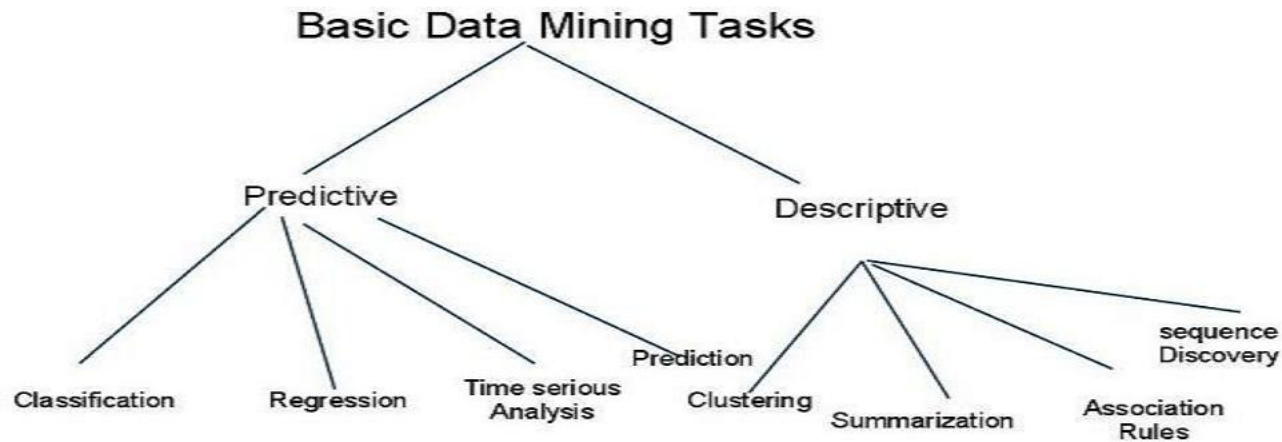 Basic Data Mining Tasks
Predictive
Descriptive
Classification
Regression
Time serious
Analysis
Prediction
Clustering
Summarization
Association
Rules
sequence
Discovery